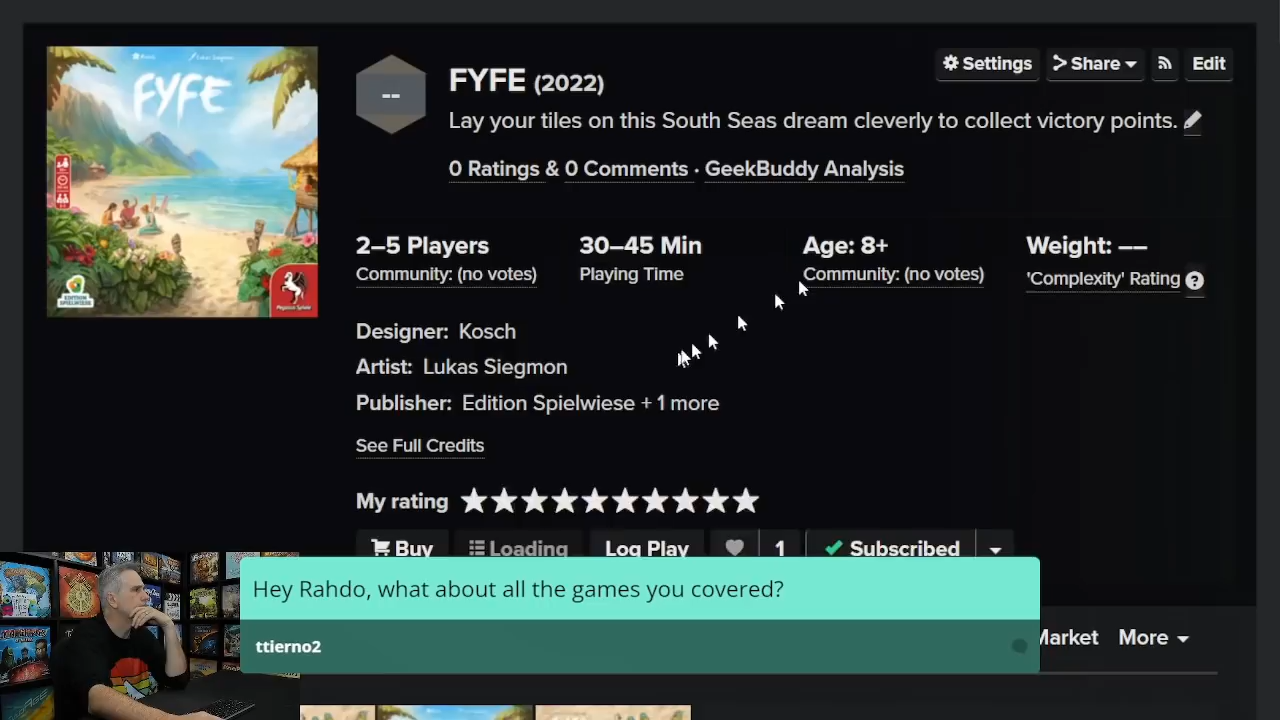 FYFE
FYFE (2022)
Settings
Share
Edit
Lay your tiles on this South Seas dream cleverly to collect victory points.
0 Ratings & 0 Comments · GeekBuddy Analysis
2–5 Players
30–45 Min
Age: 8+
Weight: ––
Community: (no votes)
Playing Time
Community: (no votes)
'Complexity' Rating
Designer: Kosch
Artist: Lukas Siegmon
Publisher: Edition Spielwiese + 1 more
See Full Credits
My rating
Buy
Loading
Log Play
1
Subscribed
Hey Rahdo, what about all the games you covered?
ttierno2
Market
More